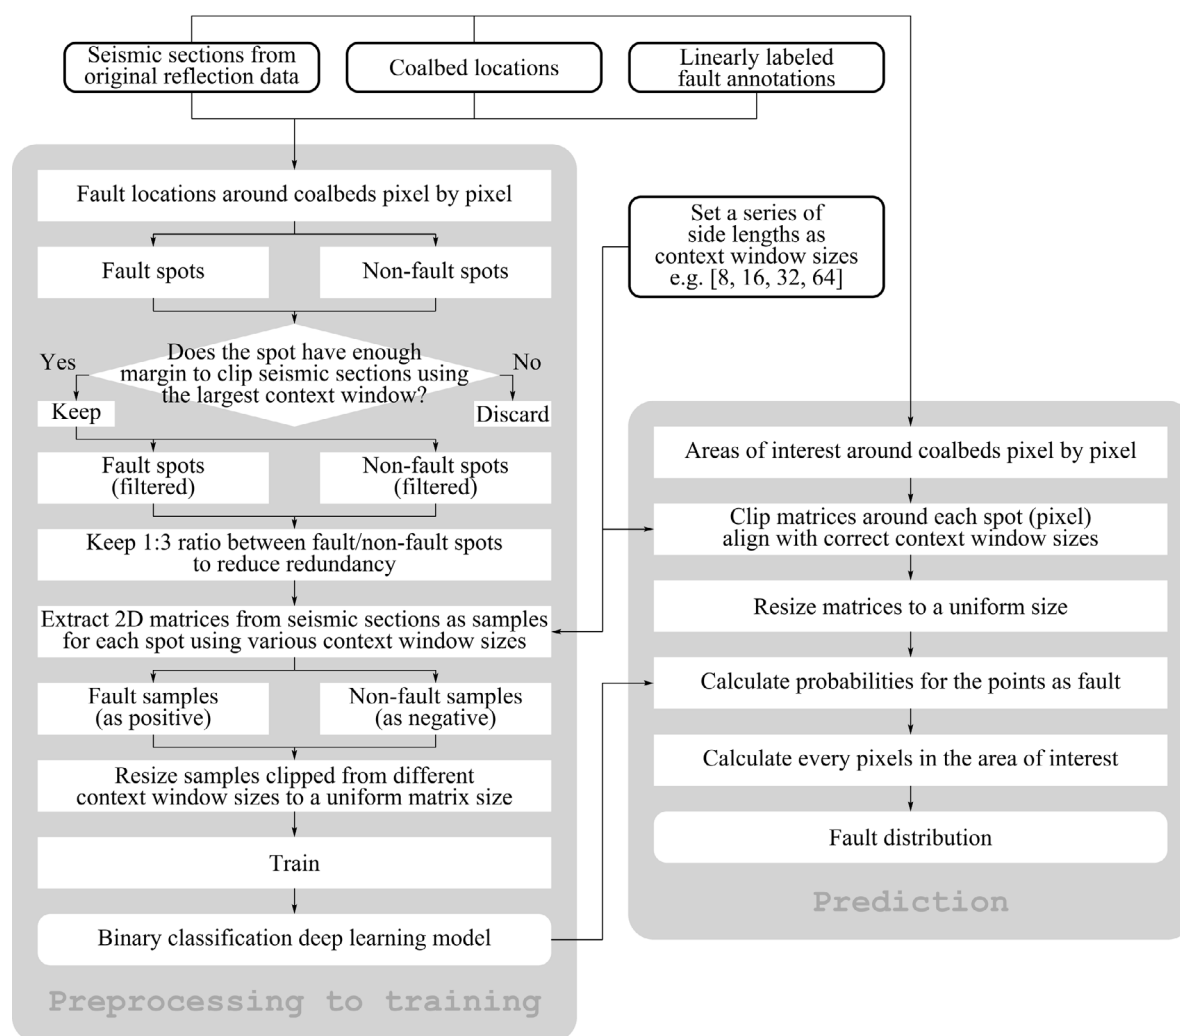 Seismic sections from
original reflection data
Coalbed locations
Linearly labeled
fault annotations
Fault locations around coalbeds pixel by pixel
Fault spots
Non-fault spots
Does the spot have enough
margin to clip seismic sections using
the largest context window?
Yes
No
Keep
Discard
Fault spots
(filtered)
Non-fault spots
(filtered)
Keep 1:3 ratio between fault/non-fault spots
to reduce redundancy
Extract 2D matrices from seismic sections as samples
for each spot using various context window sizes
Fault samples
(as positive)
Non-fault samples
(as negative)
Resize samples clipped from different
context window sizes to a uniform matrix size
Train
Binary classification deep learning model
Preprocessing to training
Set a series of
side lengths as
context window sizes
e.g. [8, 16, 32, 64]
Areas of interest around coalbeds pixel by pixel
Clip matrices around each spot (pixel)
align with correct context window sizes
Resize matrices to a uniform size
Calculate probabilities for the points as fault
Calculate every pixels in the area of interest
Fault distribution
Prediction